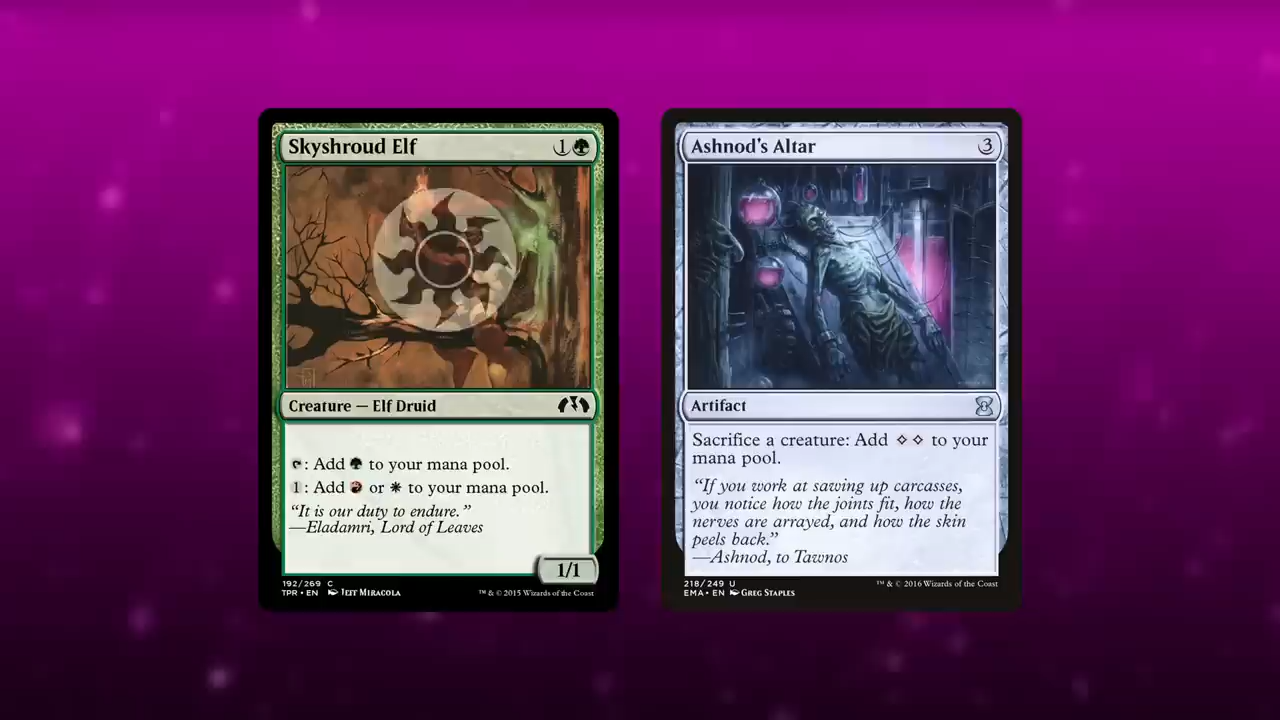 Skyshroud Elf 1
Creature — Elf Druid
: Add to your mana pool.
1: Add or to your mana pool.
“It is our duty to endure.”
—Eladamri, Lord of Leaves
1/1
192/269 C
TPR • EN Jeff Miracola
™ & © 2015 Wizards of the Coast
Ashnod's Altar 3
Artifact
Sacrifice a creature: Add to your
mana pool.
“If you work at sawing up carcasses,
you notice how the joints fit, how the
nerves are arrayed, and how the skin
peels back.”
—Ashnod, to Tawnos
218/249 U
EMA • EN Greg Staples
™ & © 2016 Wizards of the Coast